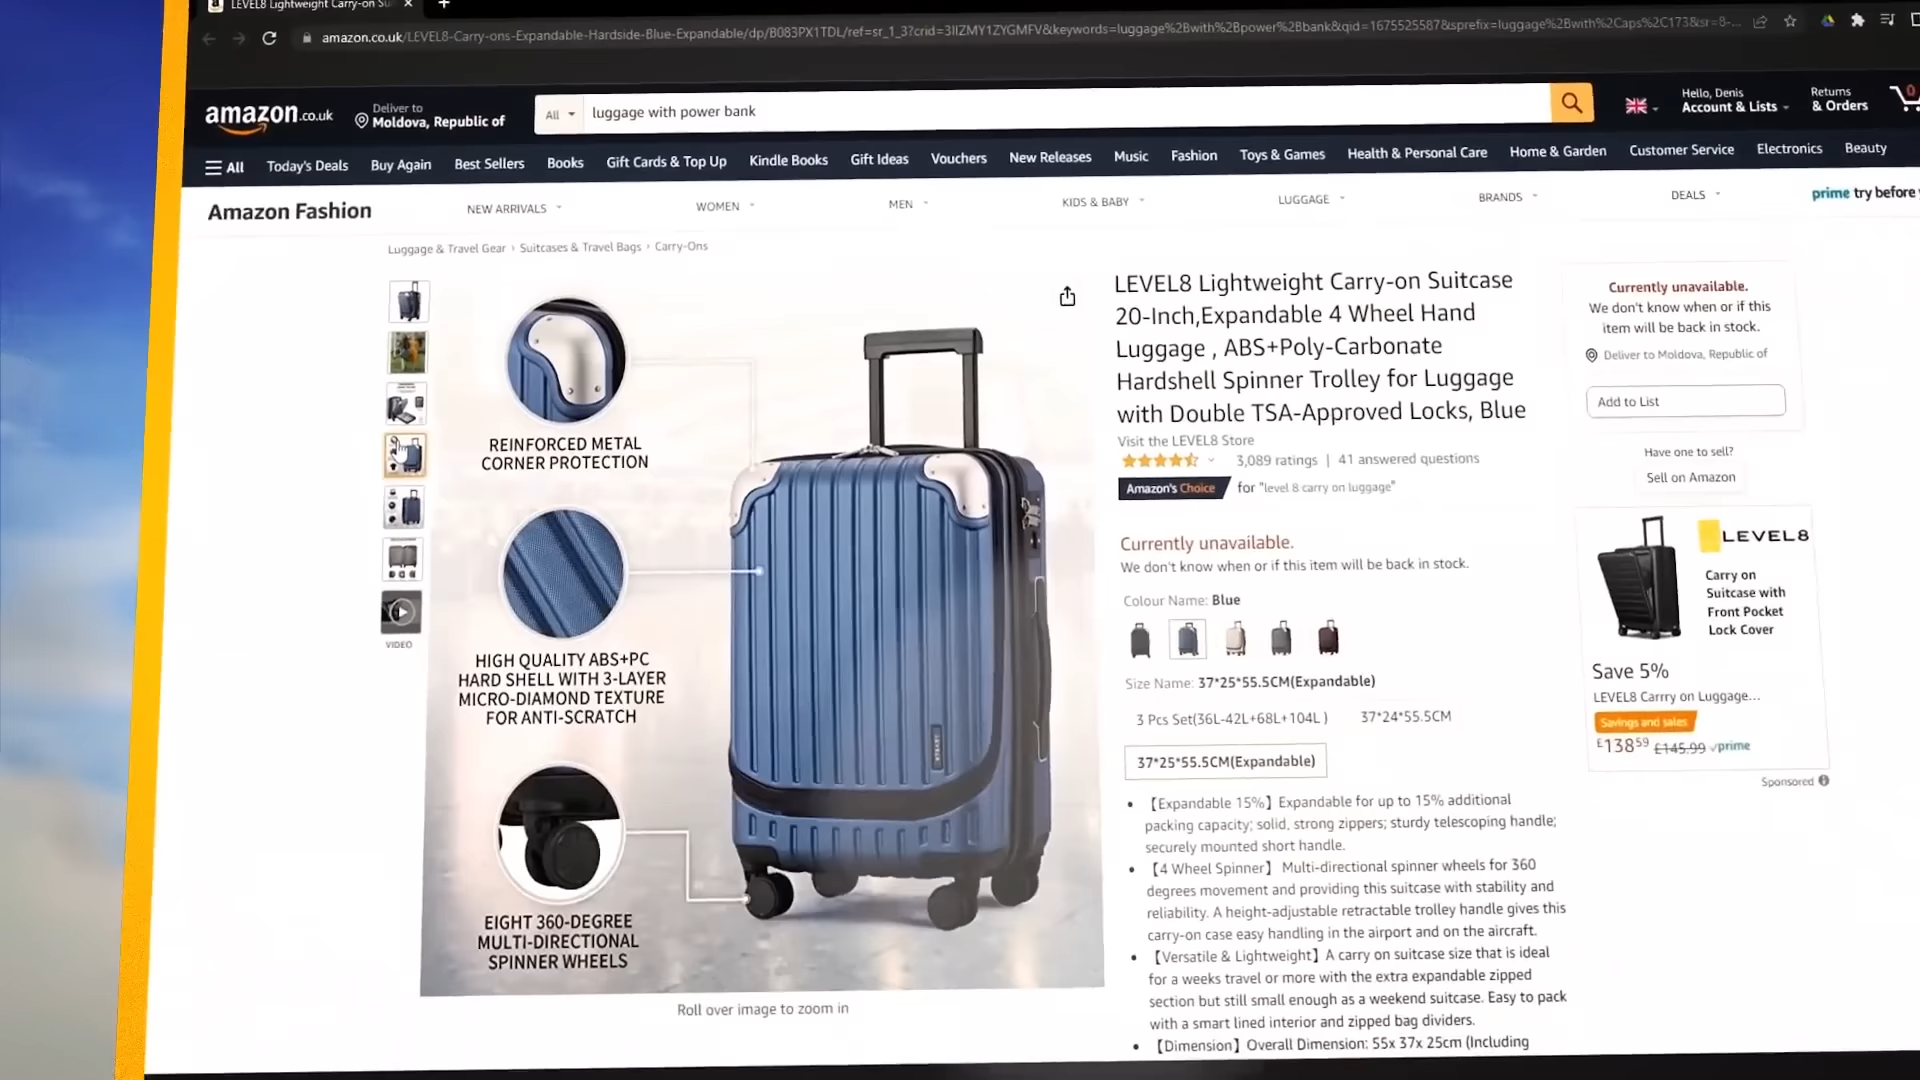 LEVEL8 Lightweight Carry-on Su
amazon.co.uk/LEVEL8-Carry-ons-Expandable-Hardside-Blue-Expandable/dp/B083PX1TDL/ref=sr_1_3?crid=3IIZMY1ZYGMFV&keywords=luggage%2Bwith%2Bpower%2Bbank&qid=1675525587&sprefix=luggage%2Bwith%2Caps%2C173&sr=8-...
amazon.co.uk
Deliver to
Moldova, Republic of
All
luggage with power bank
Hello, Denis
Account & Lists
Returns
& Orders
0
All
Today's Deals
Buy Again
Best Sellers
Books
Gift Cards & Top Up
Kindle Books
Gift Ideas
Vouchers
New Releases
Music
Fashion
Toys & Games
Health & Personal Care
Home & Garden
Customer Service
Electronics
Beauty
Amazon Fashion
NEW ARRIVALS
WOMEN
MEN
KIDS & BABY
LUGGAGE
BRANDS
DEALS
prime try before
Luggage & Travel Gear › Suitcases & Travel Bags › Carry-Ons
VIDEO
REINFORCED METAL
CORNER PROTECTION
HIGH QUALITY ABS+PC
HARD SHELL WITH 3-LAYER
MICRO-DIAMOND TEXTURE
FOR ANTI-SCRATCH
EIGHT 360-DEGREE
MULTI-DIRECTIONAL
SPINNER WHEELS
Roll over image to zoom in
LEVEL8 Lightweight Carry-on Suitcase
20-Inch,Expandable 4 Wheel Hand
Luggage , ABS+Poly-Carbonate
Hardshell Spinner Trolley for Luggage
with Double TSA-Approved Locks, Blue
Visit the LEVEL8 Store
3,089 ratings | 41 answered questions
Amazon's Choice for "level 8 carry on luggage"
Currently unavailable.
We don't know when or if this item will be back in stock.
Colour Name: Blue
Size Name: 37*25*55.5CM(Expandable)
3 Pcs Set(36L-42L+68L+104L )
37*24*55.5CM
37*25*55.5CM(Expandable)
• 【Expandable 15%】Expandable for up to 15% additional
packing capacity; solid, strong zippers; sturdy telescoping handle;
securely mounted short handle.
• 【4 Wheel Spinner】 Multi-directional spinner wheels for 360
degrees movement and providing this suitcase with stability and
reliability. A height-adjustable retractable trolley handle gives this
carry-on case easy handling in the airport and on the aircraft.
• 【Versatile & Lightweight】A carry on suitcase size that is ideal
for a weeks travel or more with the extra expandable zipped
section but still small enough as a weekend suitcase. Easy to pack
with a smart lined interior and zipped bag dividers.
• 【Dimension】Overall Dimension: 55x 37x 25cm (Including
Currently unavailable.
We don't know when or if this
item will be back in stock.
Deliver to Moldova, Republic of
Add to List
Have one to sell?
Sell on Amazon
LEVEL8
Carry on
Suitcase with
Front Pocket
Lock Cover
Save 5%
LEVEL8 Carrry on Luggage...
Savings and sales
£138⁵⁹ £145.99 prime
Sponsored